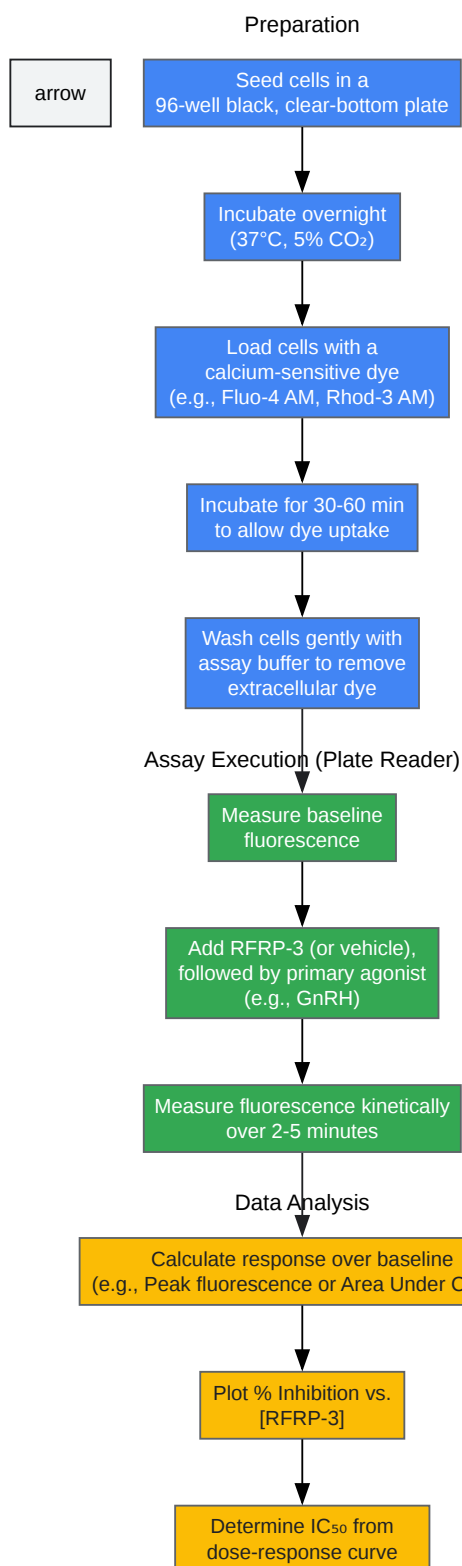 Preparation
arrow
Seed cells in a
96-well black, clear-bottom plate
Incubate overnight
(37°C, 5% CO₂)
Load cells with a
calcium-sensitive dye
(e.g., Fluo-4 AM, Rhod-3 AM)
Incubate for 30-60 min
to allow dye uptake
Wash cells gently with
assay buffer to remove
extracellular dye
Assay Execution (Plate Reader)
Measure baseline
fluorescence
Add RFRP-3 (or vehicle),
followed by primary agonist
(e.g., GnRH)
Measure fluorescence kinetically
over 2-5 minutes
Data Analysis
Calculate response over baseline
(e.g., Peak fluorescence or Area Under
Plot % Inhibition vs.
[RFRP-3]
Determine IC₅₀ from
dose-response curve